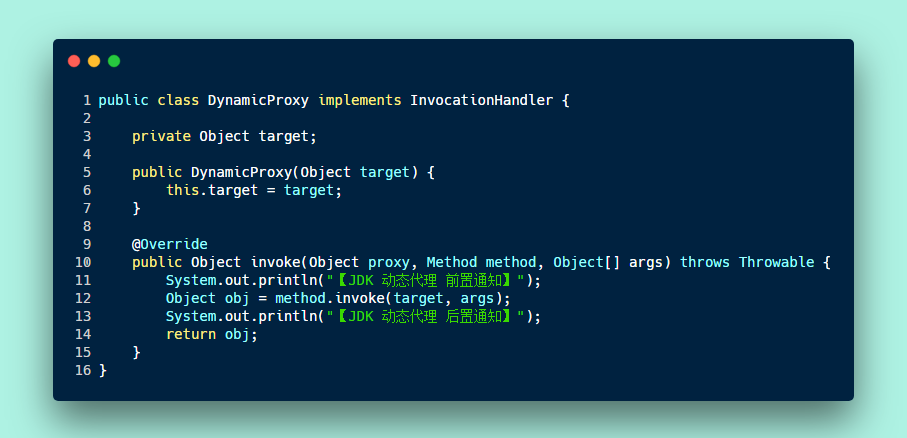 1 public class DynamicProxy implements InvocationHandler {
2
3     private Object target;
4
5     public DynamicProxy(Object target) {
6         this.target = target;
7     }
8
9     @Override
10     public Object invoke(Object proxy, Method method, Object[] args) throws Throwable {
11         System.out.println("【JDK 动态代理 前置通知】");
12         Object obj = method.invoke(target, args);
13         System.out.println("【JDK 动态代理 后置通知】");
14         return obj;
15     }
16 }